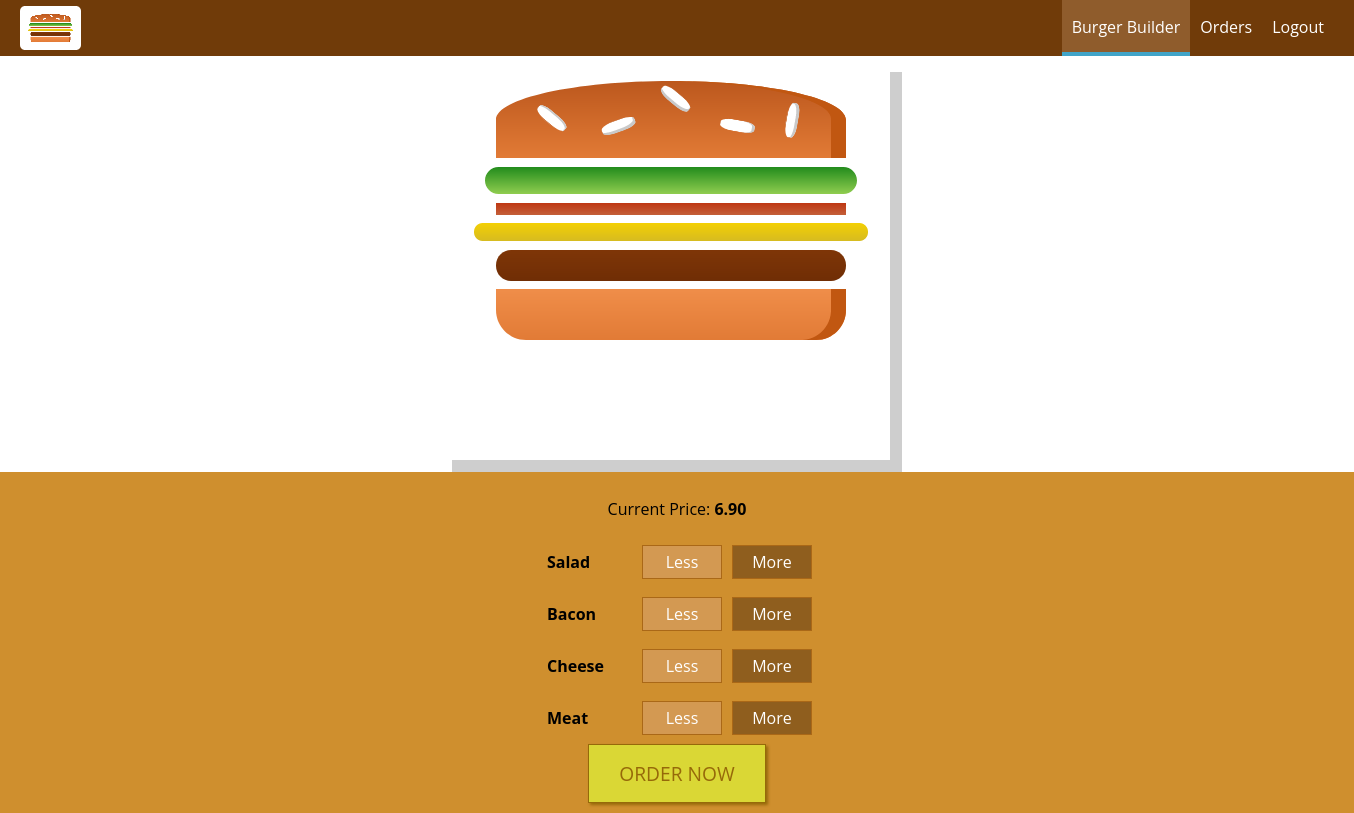 Burger Builder Orders Logout
Current Price: 6.90
Salad Less More
Bacon Less More
Cheese Less More
Meat Less More
ORDER NOW